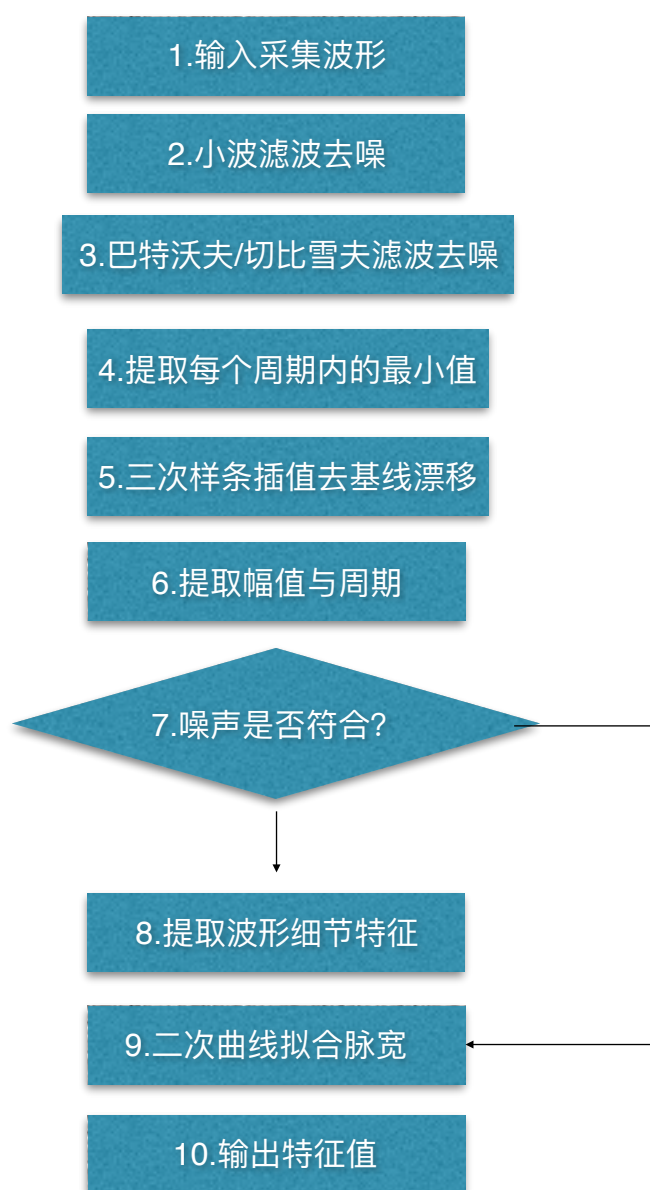 1.输入采集波形
2.小波滤波去噪
3.巴特沃夫/切比雪夫滤波去噪
4.提取每个周期内的最小值
5.三次样条插值去基线漂移
6.提取幅值与周期
7.噪声是否符合?
8.提取波形细节特征
9.二次曲线拟合脉宽
10.输出特征值